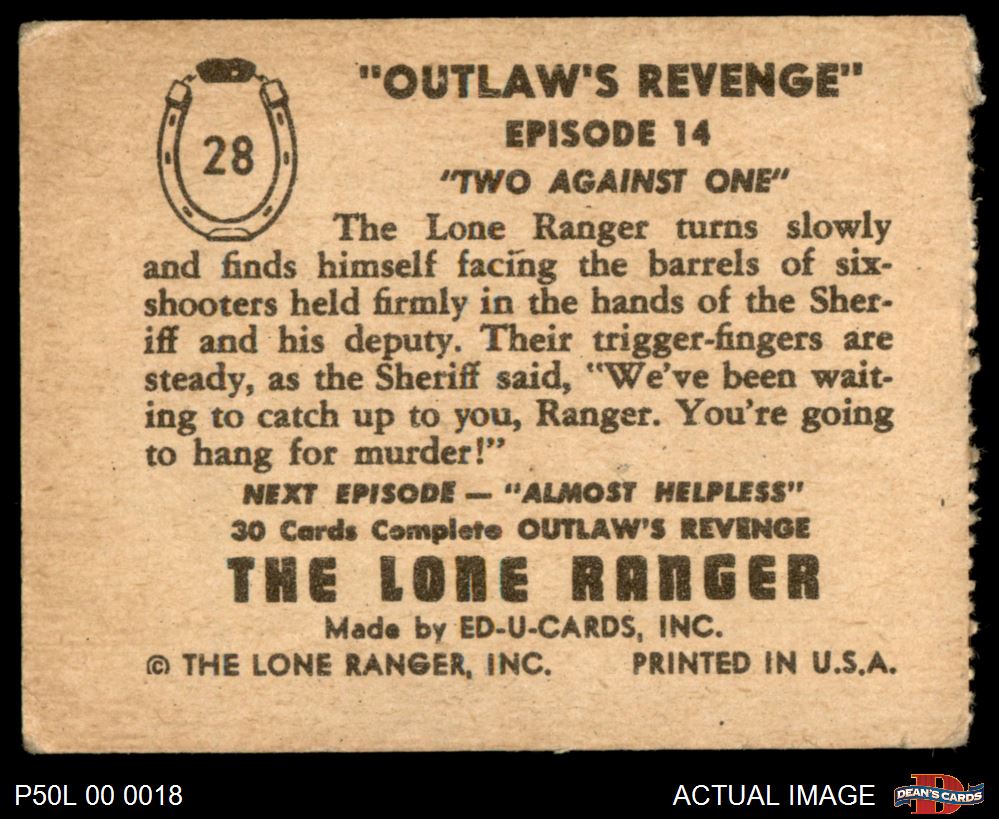 28
"OUTLAW'S REVENGE"
EPISODE 14
"TWO AGAINST ONE"
The Lone Ranger turns slowly
and finds himself facing the barrels of six-
shooters held firmly in the hands of the Sher-
iff and his deputy. Their trigger-fingers are
steady, as the Sheriff said, "We've been wait-
ing to catch up to you, Ranger. You're going
to hang for murder!"
NEXT EPISODE — "ALMOST HELPLESS"
30 Cards Complete OUTLAW'S REVENGE
THE LONE RANGER
Made by ED-U-CARDS, INC.
© THE LONE RANGER, INC. PRINTED IN U.S.A.
P50L 00 0018 ACTUAL IMAGE D DEAN'S CARDS